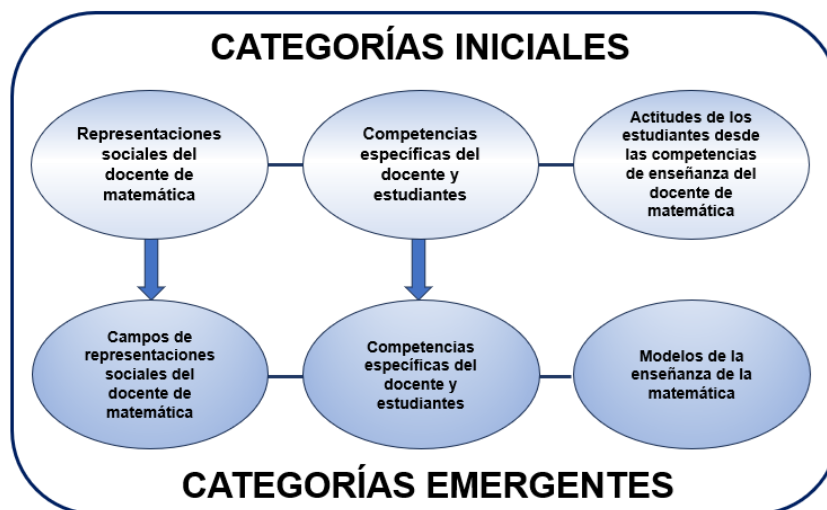 CATEGORÍAS INICIALES
Representaciones
sociales del
docente de
matemática
Competencias
específicas del
docente y
estudiantes
Actitudes de los
estudiantes desde
las competencias
de enseñanza del
docente de
matemática
Campos de
representaciones
sociales del
docente de
matemática
Competencias
específicas del
docente y
estudiantes
Modelos de la
enseñanza de la
matemática
CATEGORÍAS EMERGENTES